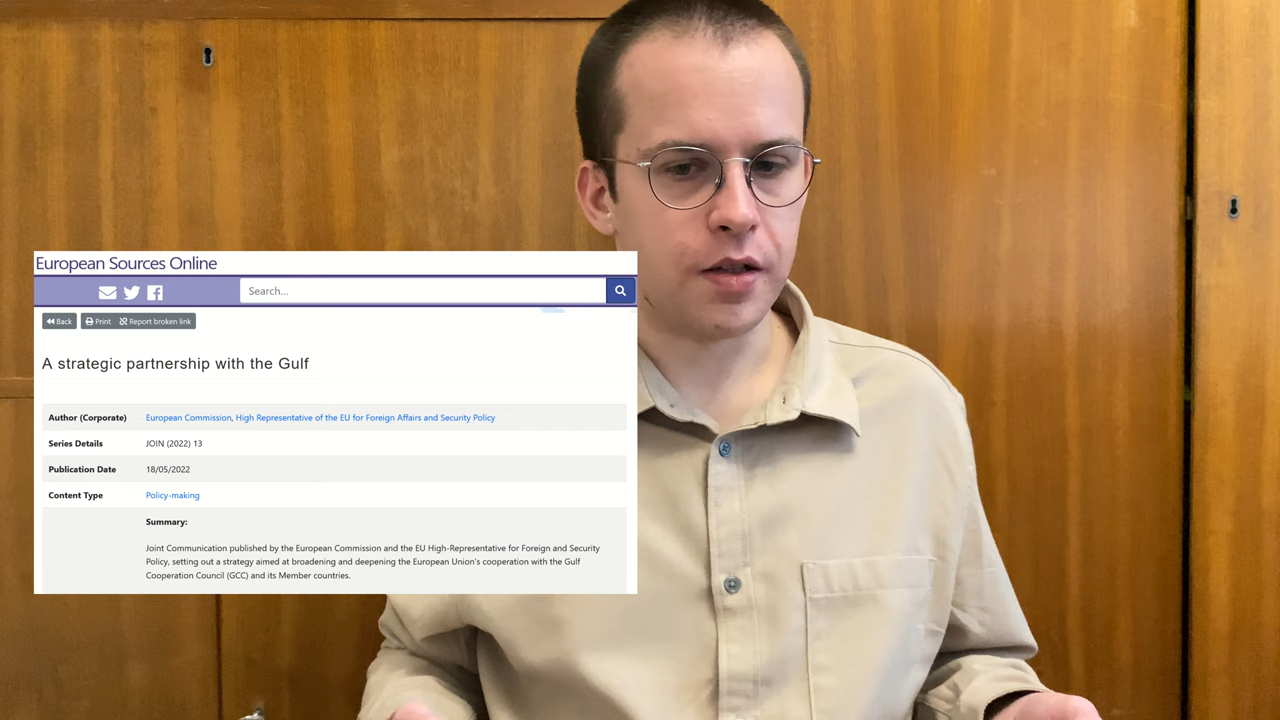 European Sources Online
Search...
Back Print Report broken link
A strategic partnership with the Gulf
Author (Corporate) European Commission, High Representative of the EU for Foreign Affairs and Security Policy
Series Details JOIN (2022) 13
Publication Date 18/05/2022
Content Type Policy-making
Summary:
Joint Communication published by the European Commission and the EU High-Representative for Foreign and Security
Policy, setting out a strategy aimed at broadening and deepening the European Union's cooperation with the Gulf
Cooperation Council (GCC) and its Member countries.